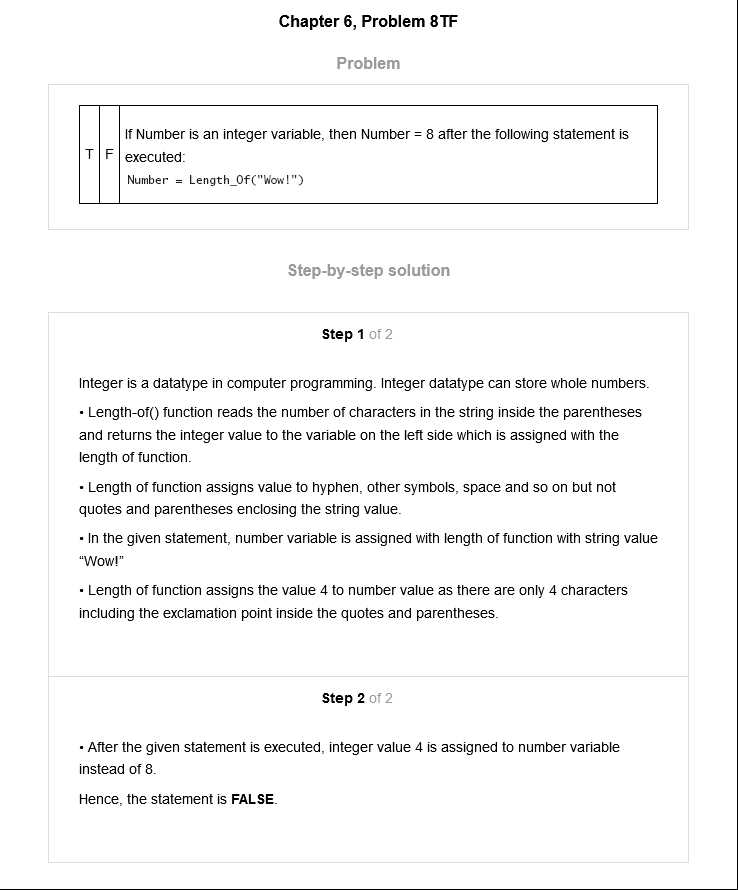 Chapter 6, Problem 8TF
Problem
T F
If Number is an integer variable, then Number = 8 after the following statement is
executed:
Number = Length_Of("Wow!")
Step-by-step solution
Step 1 of 2
Integer is a datatype in computer programming. Integer datatype can store whole numbers.
• Length-of() function reads the number of characters in the string inside the parentheses
and returns the integer value to the variable on the left side which is assigned with the
length of function.
• Length of function assigns value to hyphen, other symbols, space and so on but not
quotes and parentheses enclosing the string value.
• In the given statement, number variable is assigned with length of function with string value
“Wow!”
• Length of function assigns the value 4 to number value as there are only 4 characters
including the exclamation point inside the quotes and parentheses.
Step 2 of 2
• After the given statement is executed, integer value 4 is assigned to number variable
instead of 8.
Hence, the statement is FALSE.